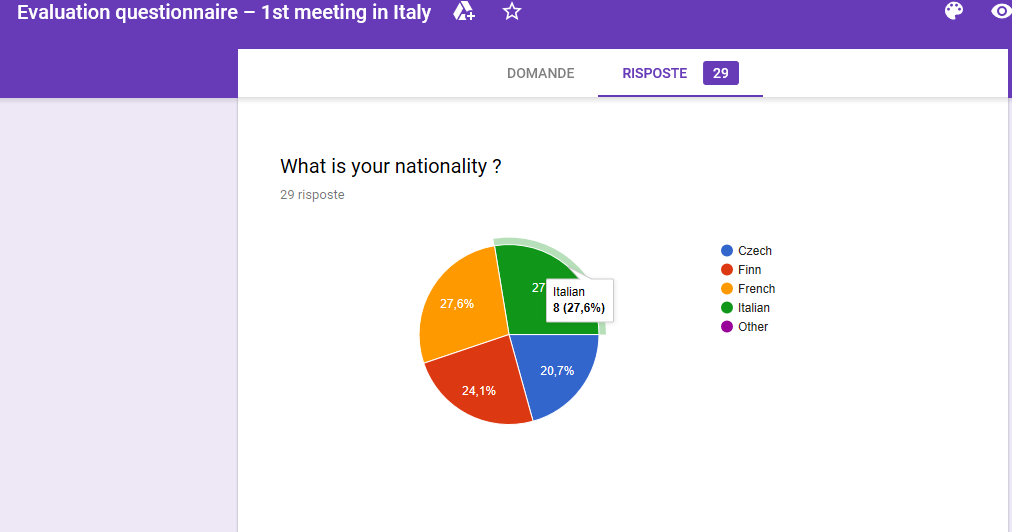 Evaluation questionnaire – 1st meeting in Italy
DOMANDE
RISPOSTE 29
What is your nationality ?
29 risposte
27,6%
27
Italian
8 (27,6%)
20,7%
24,1%
Czech
Finn
French
Italian
Other